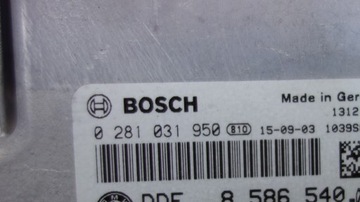 BOSCH
Made in Ger
1312
0 281 031 950 B10 15-09-03 1039S
DDE 8 586 540